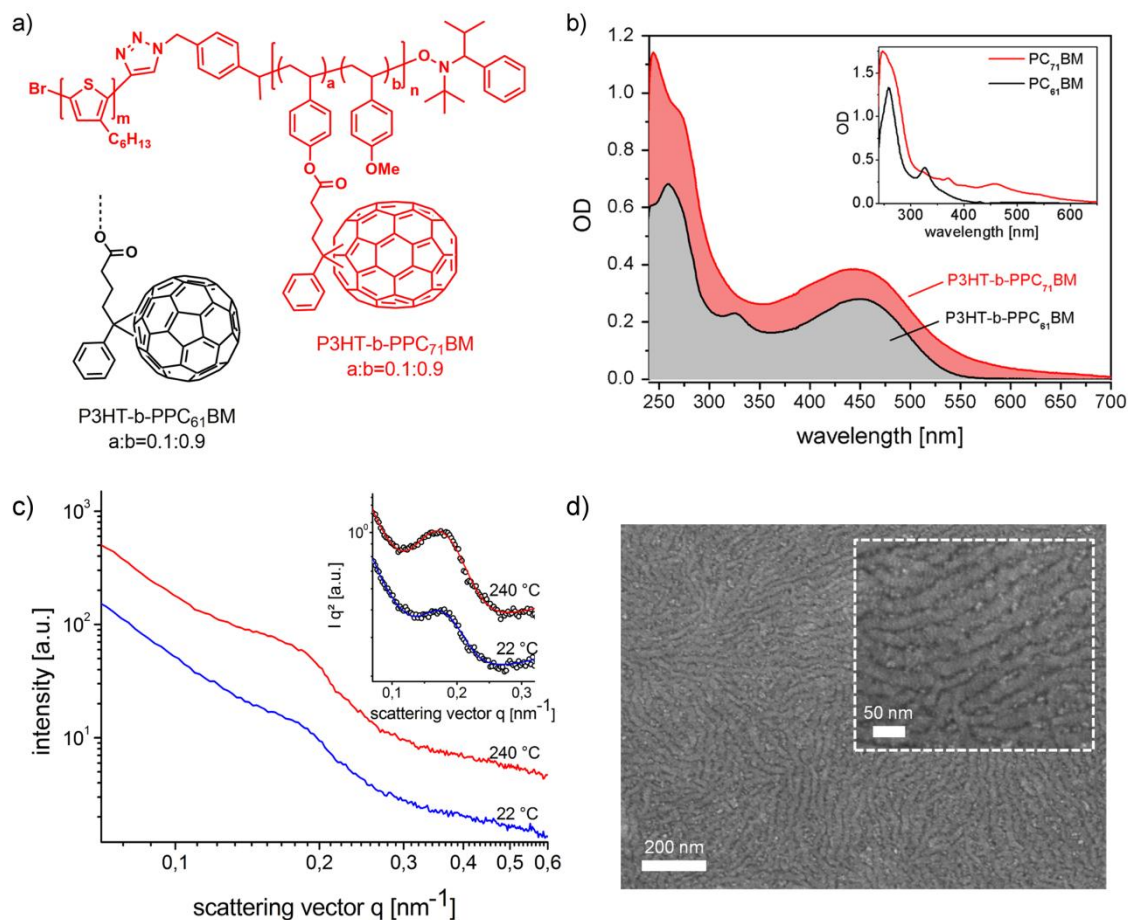 a)
Br
S
m
C₆H₁₃
N
N
N
a
b
n
O
N
O
O
OMe
O
O
P3HT-b-PPC₇₁BM
a:b=0.1:0.9
P3HT-b-PPC₆₁BM
a:b=0.1:0.9
b)
OD
1.2
1.0
0.8
0.6
0.4
0.2
0.0
250 300 350 400 450 500 550 600 650 700
wavelength [nm]
P3HT-b-PPC₇₁BM
P3HT-b-PPC₆₁BM
PC₇₁BM
PC₆₁BM
OD
1.5
1.0
0.5
0.0
300 400 500 600
wavelength [nm]
c)
intensity [a.u.]
10³
10²
10¹
0,1 0,2 0,3 0,4 0,5 0,6
scattering vector q [nm⁻¹]
240 °C
22 °C
I q² [a.u.]
10⁰
240 °C
22 °C
0,1 0,2 0,3
scattering vector q [nm⁻¹]
d)
50 nm
200 nm